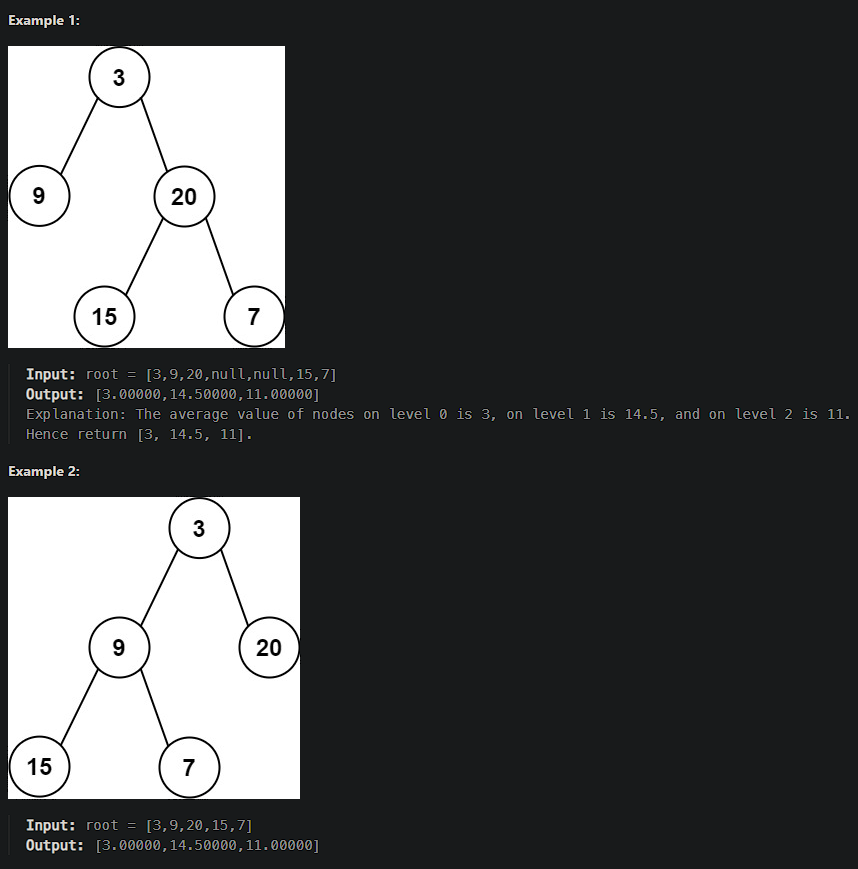 Example 1:
3
9
20
15
7
Input: root = [3,9,20,null,null,15,7]
Output: [3.00000,14.50000,11.00000]
Explanation: The average value of nodes on level 0 is 3, on level 1 is 14.5, and on level 2 is 11.
Hence return [3, 14.5, 11].
Example 2:
3
9
20
15
7
Input: root = [3,9,20,15,7]
Output: [3.00000,14.50000,11.00000]